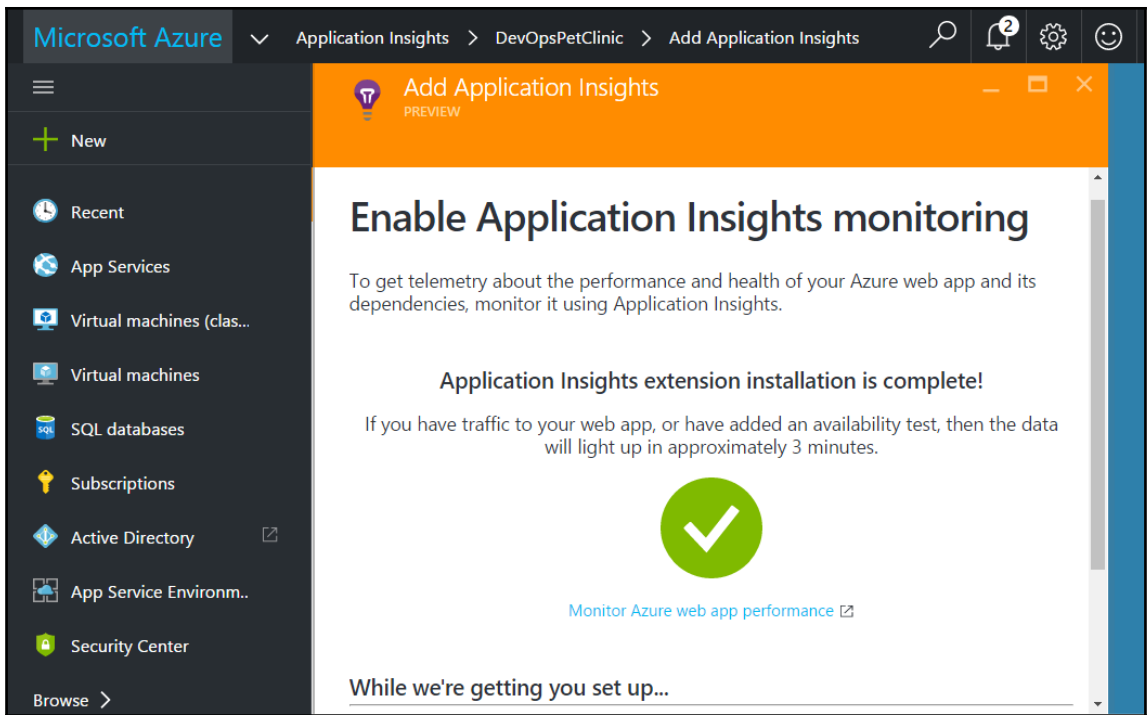 Microsoft Azure Application Insights > DevOpsPetClinic > Add Application Insights 2
Add Application Insights
PREVIEW
New
Recent
App Services
Virtual machines (clas...
Virtual machines
SQL databases
Subscriptions
Active Directory
App Service Environm..
Security Center
Browse >
Enable Application Insights monitoring
To get telemetry about the performance and health of your Azure web app and its
dependencies, monitor it using Application Insights.
Application Insights extension installation is complete!
If you have traffic to your web app, or have added an availability test, then the data
will light up in approximately 3 minutes.
Monitor Azure web app performance
While we're getting you set up...